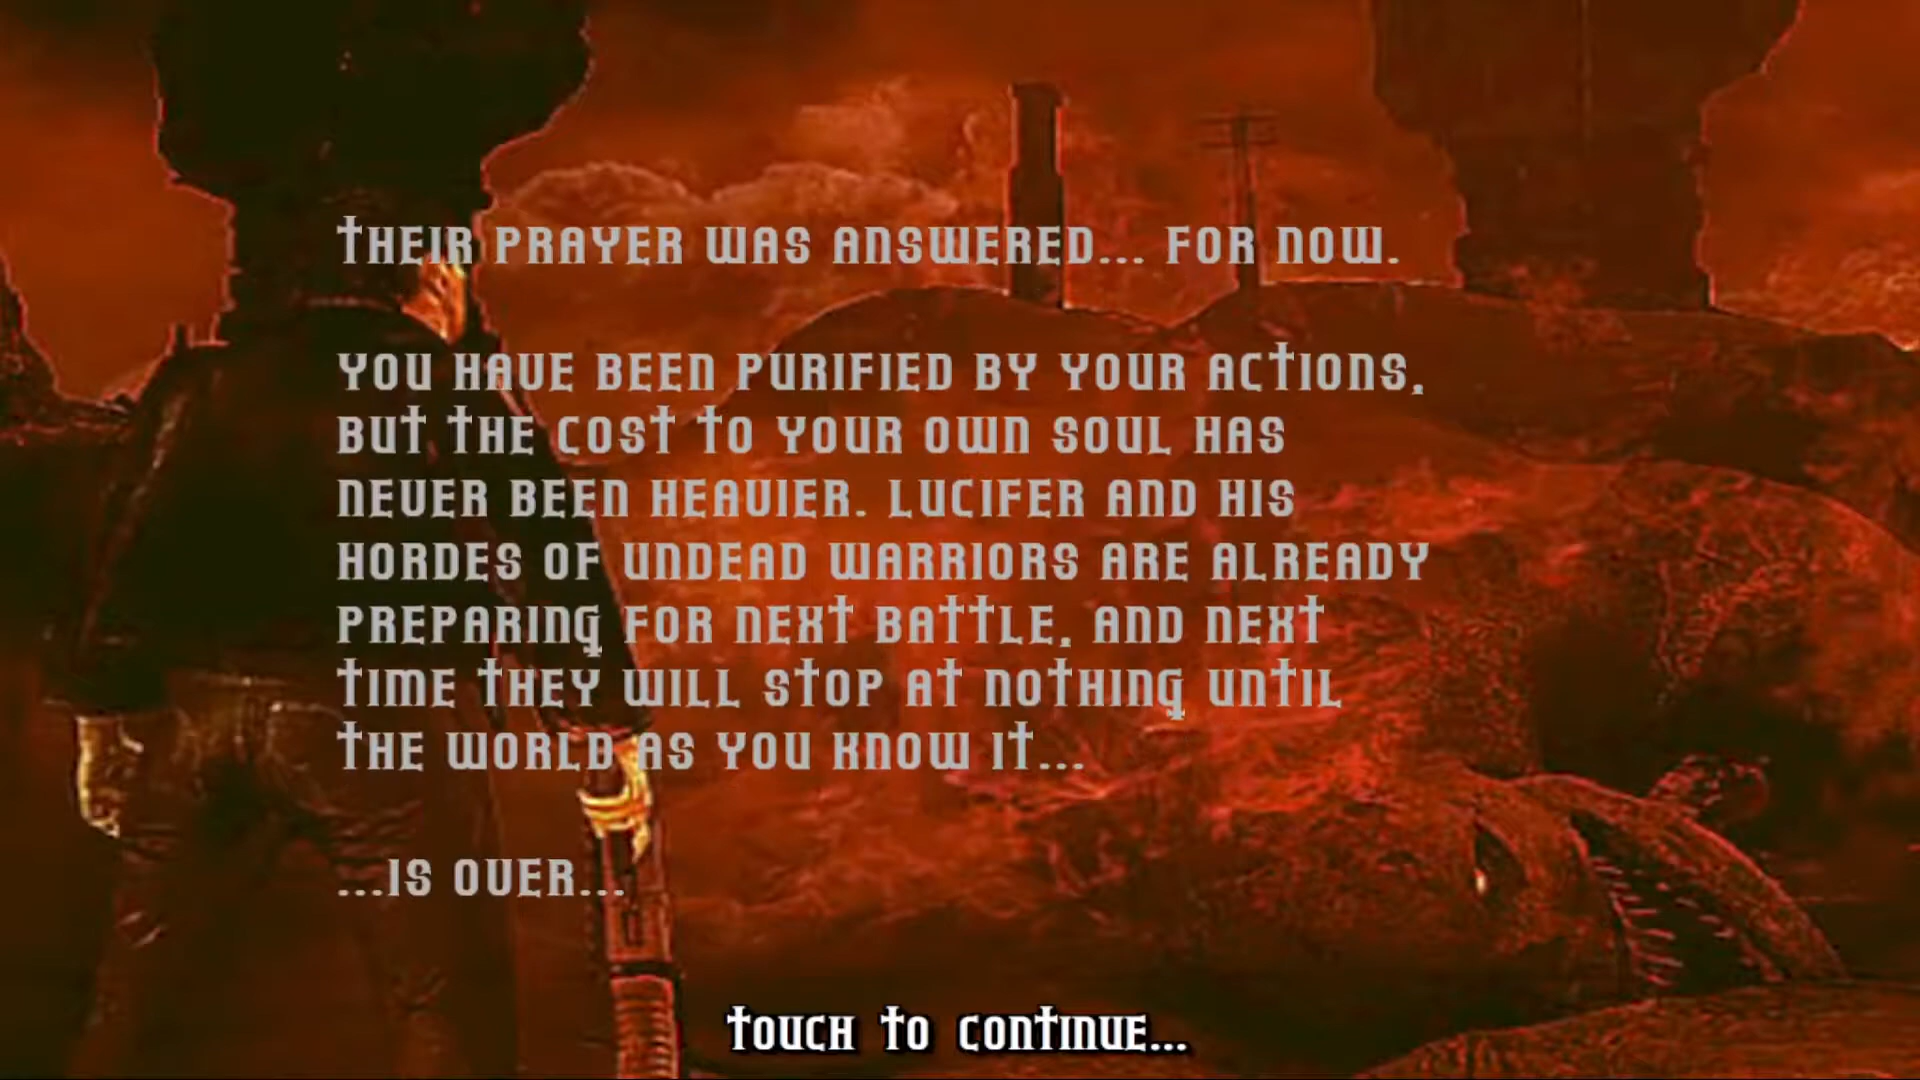 THEIR PRAYER WAS ANSWERED... FOR NOW.
YOU HAVE BEEN PURIFIED BY YOUR ACTIONS,
BUT THE COST TO YOUR OWN SOUL HAS
NEVER BEEN HEAVIER. LUCIFER AND HIS
HORDES OF UNDEAD WARRIORS ARE ALREADY
PREPARING FOR NEXT BATTLE, AND NEXT
TIME THEY WILL STOP AT NOTHING UNTIL
THE WORLD AS YOU KNOW IT...
...IS OVER...
TOUCH TO CONTINUE...